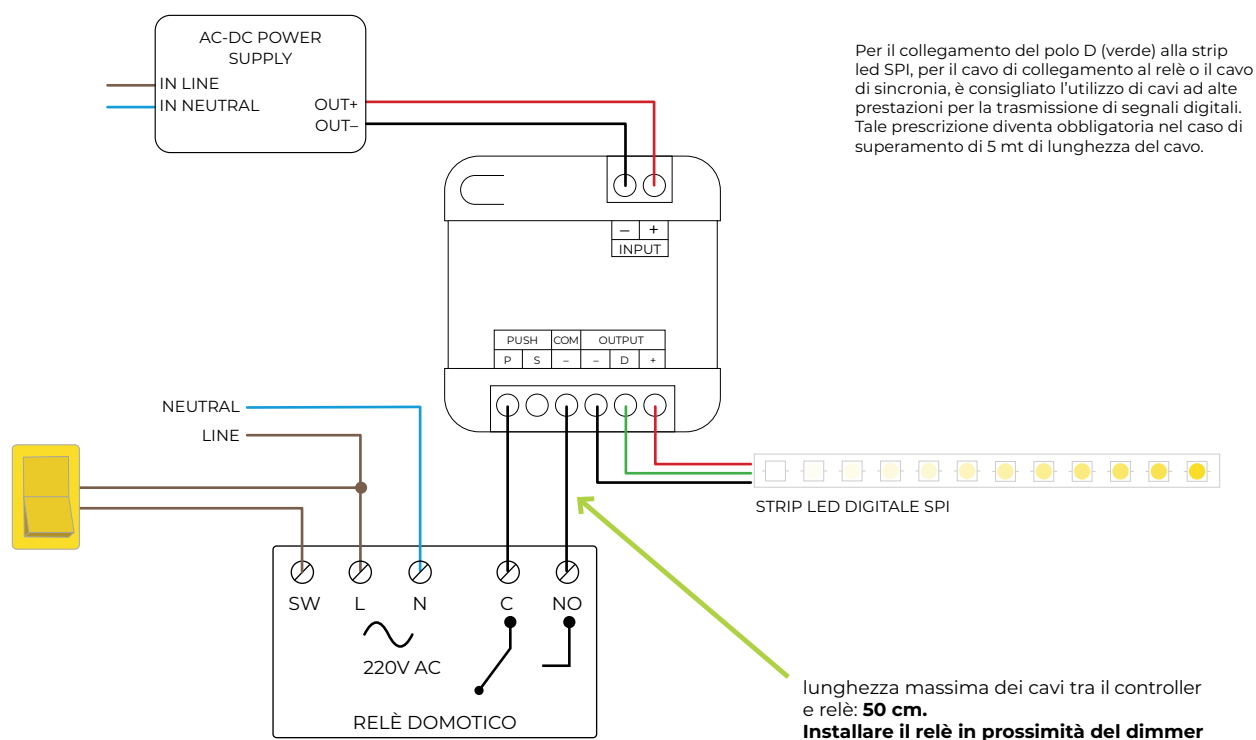 AC-DC POWER
SUPPLY
IN LINE
IN NEUTRAL
OUT+
OUT–
Per il collegamento del polo D (verde) alla strip
led SPI, per il cavo di collegamento al relè o il cavo
di sincronia, è consigliato l'utilizzo di cavi ad alte
prestazioni per la trasmissione di segnali digitali.
Tale prescrizione diventa obbligatoria nel caso di
superamento di 5 mt di lunghezza del cavo.
– +
INPUT
PUSH COM OUTPUT
P S – – D +
NEUTRAL
LINE
STRIP LED DIGITALE SPI
SW L N C NO
220V AC
RELÈ DOMOTICO
lunghezza massima dei cavi tra il controller
e relè: 50 cm.
Installare il relè in prossimità del dimmer